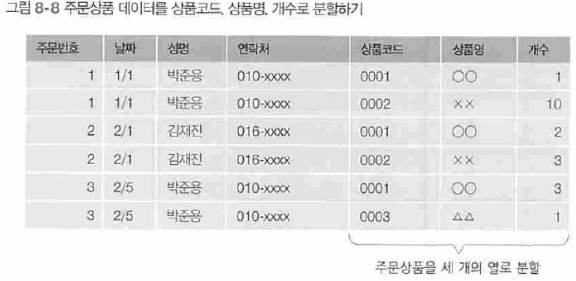 그림 8-8 주문상품 데이터를 상품코드, 상품명, 개수로 분할하기
주문번호 날짜 성명 연락처 상품코드 상품명 개수
1 1/1 박준용 010-xxxx 0001 ○○ 1
1 1/1 박준용 010-xxxx 0002 ×× 10
2 2/1 김재진 016-xxxx 0001 ○○ 2
2 2/1 김재진 016-xxxx 0002 ×× 3
3 2/5 박준용 010-xxxx 0001 ○○ 3
3 2/5 박준용 010-xxxx 0003 △△ 1
주문상품을 세 개의 열로 분할